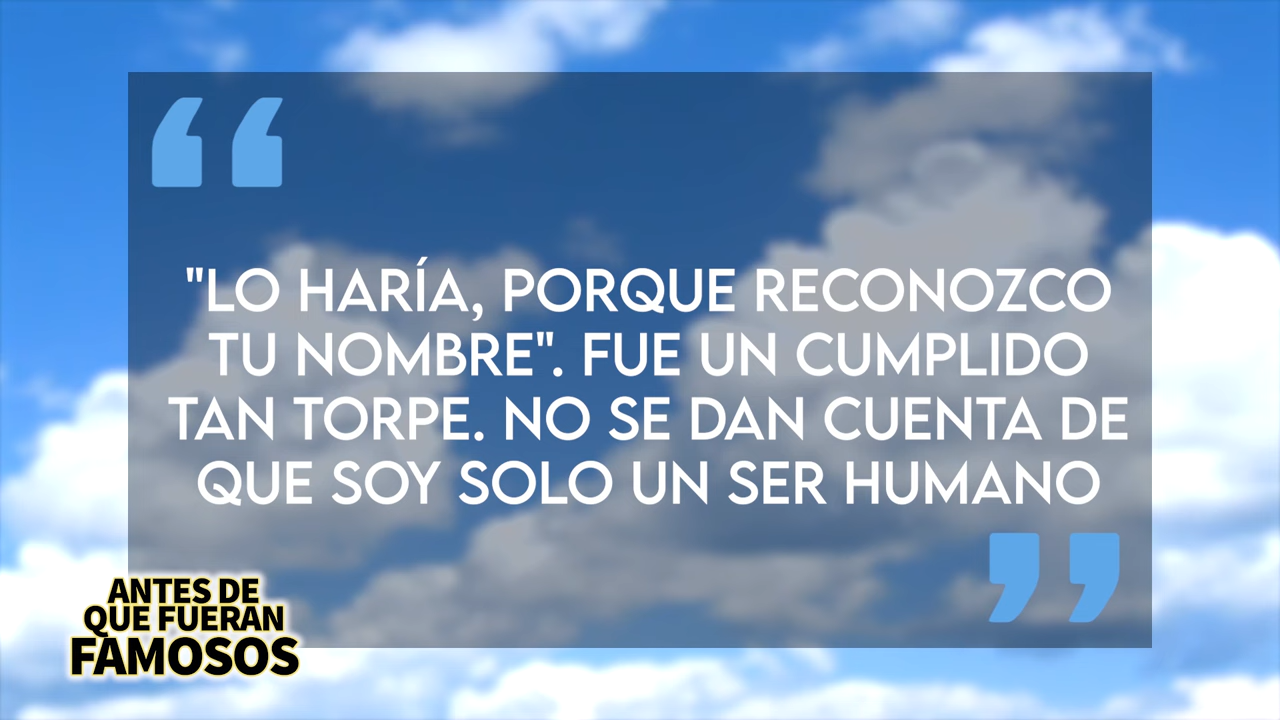 "LO HARÍA, PORQUE RECONOZCO
TU NOMBRE". FUE UN CUMPLIDO
TAN TORPE. NO SE DAN CUENTA DE
QUE SOY SOLO UN SER HUMANO
ANTES DE
QUE FUERAN
FAMOSOS